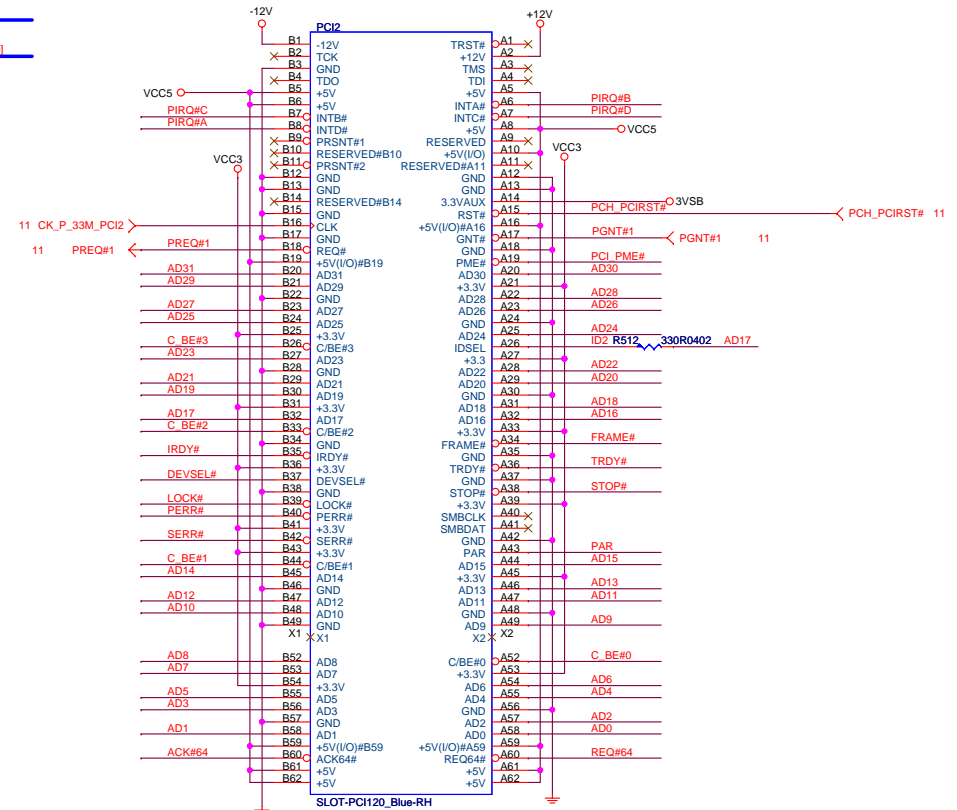 -12V
+12V
PCI2
]
B1 -12V TRST# A1
B2 TCK +12V A2
B3 GND TMS A3
B4 TDO TDI A4
VCC5 B5 +5V +5V A5
B6 +5V INTA# A6 PIRQ#B
PIRQ#C B7 INTB# INTC# A7 PIRQ#D
PIRQ#A B8 INTD# +5V A8 VCC5
B9 PRSNT#1 RESERVED A9
B10 RESERVED#B10 +5V(I/O) A10
VCC3 B11 PRSNT#2 RESERVED#A11 A11 VCC3
B12 GND GND A12
B13 GND GND A13
B14 RESERVED#B14 3.3VAUX A14 3VSB
B15 GND RST# A15 PCH_PCIRST# PCH_PCIRST# 11
11 CK_P_33M_PCI2 B16 CLK +5V(I/O)#A16 A16
B17 GND GNT# A17 PGNT#1 PGNT#1 11
11 PREQ#1 PREQ#1 B18 REQ# GND A18
B19 +5V(I/O)#B19 PME# A19 PCI_PME#
AD31 B20 AD31 AD30 A20 AD30
AD29 B21 AD29 +3.3V A21
B22 GND AD28 A22 AD28
AD27 B23 AD27 AD26 A23 AD26
AD25 B24 AD25 GND A24
B25 +3.3V AD24 A25 AD24
C_BE#3 B26 C/BE#3 IDSEL A26 ID2 R512 330R0402 AD17
AD23 B27 AD23 +3.3 A27
B28 GND AD22 A28 AD22
AD21 B29 AD21 AD20 A29 AD20
AD19 B30 AD19 GND A30
B31 +3.3V AD18 A31 AD18
AD17 B32 AD17 AD16 A32 AD16
C_BE#2 B33 C/BE#2 +3.3V A33
B34 GND FRAME# A34 FRAME#
IRDY# B35 IRDY# GND A35
B36 +3.3V TRDY# A36 TRDY#
DEVSEL# B37 DEVSEL# GND A37
B38 GND STOP# A38 STOP#
LOCK# B39 LOCK# +3.3V A39
PERR# B40 PERR# SMBCLK A40
B41 +3.3V SMBDAT A41
SERR# B42 SERR# GND A42
B43 +3.3V PAR A43 PAR
C_BE#1 B44 C/BE#1 AD15 A44 AD15
AD14 B45 AD14 +3.3V A45
B46 GND AD13 A46 AD13
AD12 B47 AD12 AD11 A47 AD11
AD10 B48 AD10 GND A48
B49 GND AD9 A49 AD9
X1 X1 X2 X2
AD8 B52 AD8 C/BE#0 A52 C_BE#0
AD7 B53 AD7 +3.3V A53
B54 +3.3V AD6 A54 AD6
AD5 B55 AD5 AD4 A55 AD4
AD3 B56 AD3 GND A56
B57 GND AD2 A57 AD2
AD1 B58 AD1 AD0 A58 AD0
B59 +5V(I/O)#B59 +5V(I/O)#A59 A59
ACK#64 B60 ACK64# REQ64# A60 REQ#64
B61 +5V +5V A61
B62 +5V +5V A62
SLOT-PCI120_Blue-RH